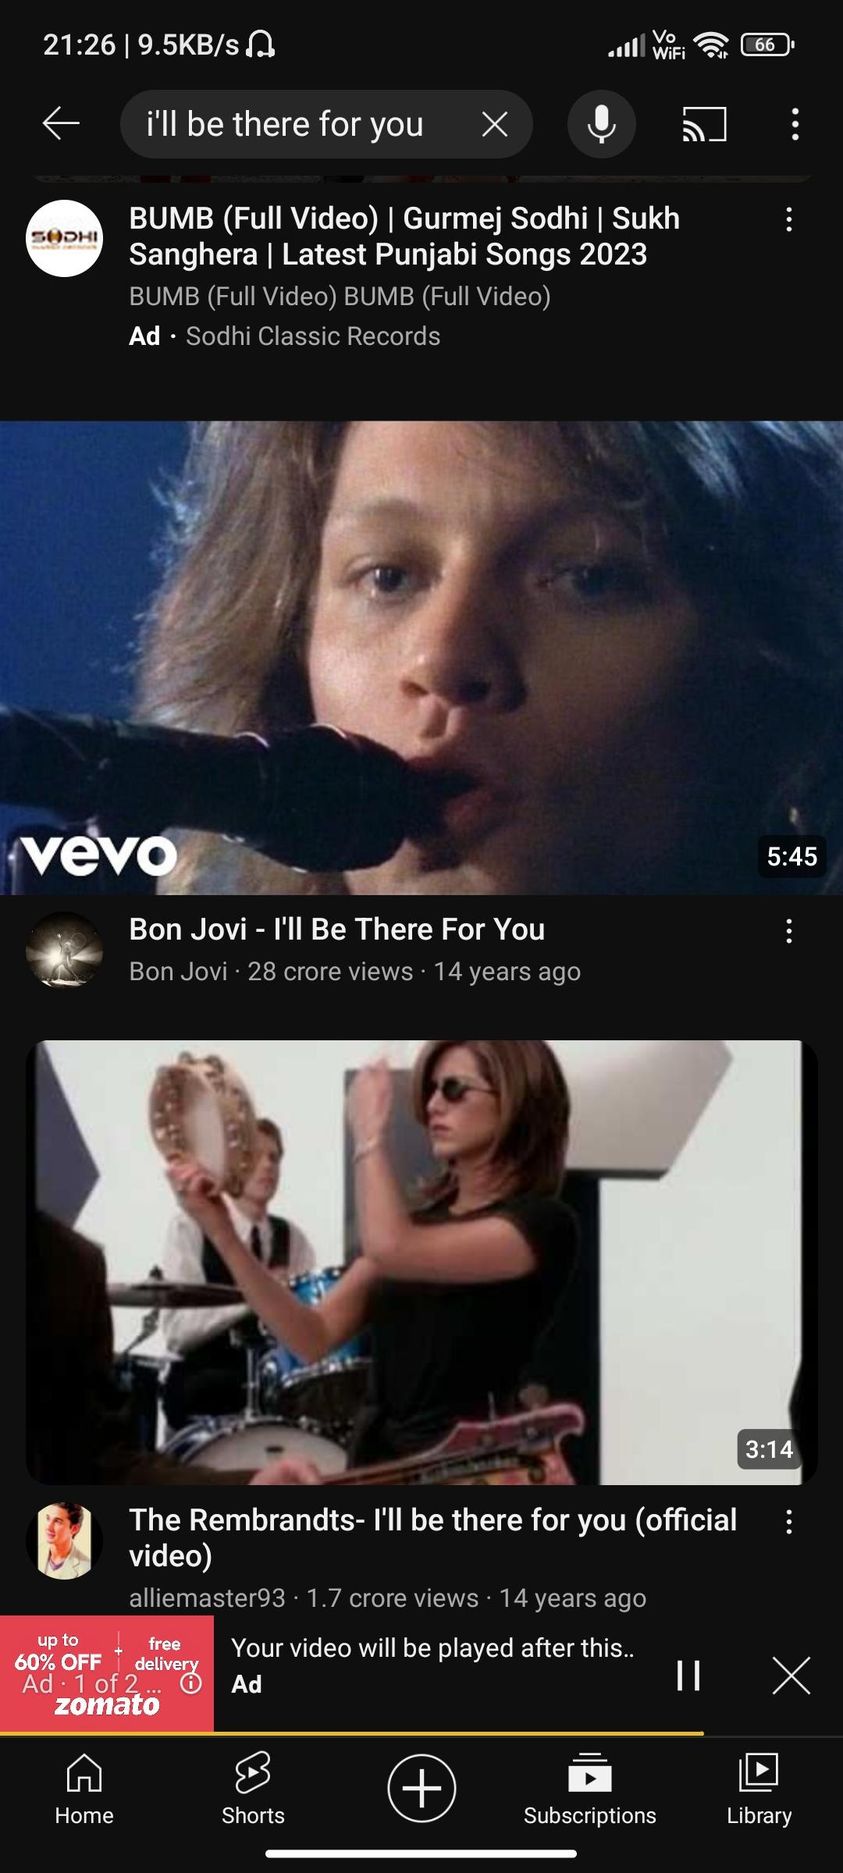 21:26 | 9.5KB/s
Vo
WiFi
66
i'll be there for you
BUMB (Full Video) | Gurmej Sodhi | Sukh
Sanghera | Latest Punjabi Songs 2023
SODHI
BUMB (Full Video) BUMB (Full Video)
Ad · Sodhi Classic Records
vevo
5:45
Bon Jovi - I'll Be There For You
Bon Jovi · 28 crore views · 14 years ago
3:14
The Rembrandts- I'll be there for you (official
video)
alliemaster93 · 1.7 crore views · 14 years ago
up to
60% OFF + free
delivery
Ad · 1 of 2 ...
zomato
Your video will be played after this..
Ad
Home
Shorts
Subscriptions
Library